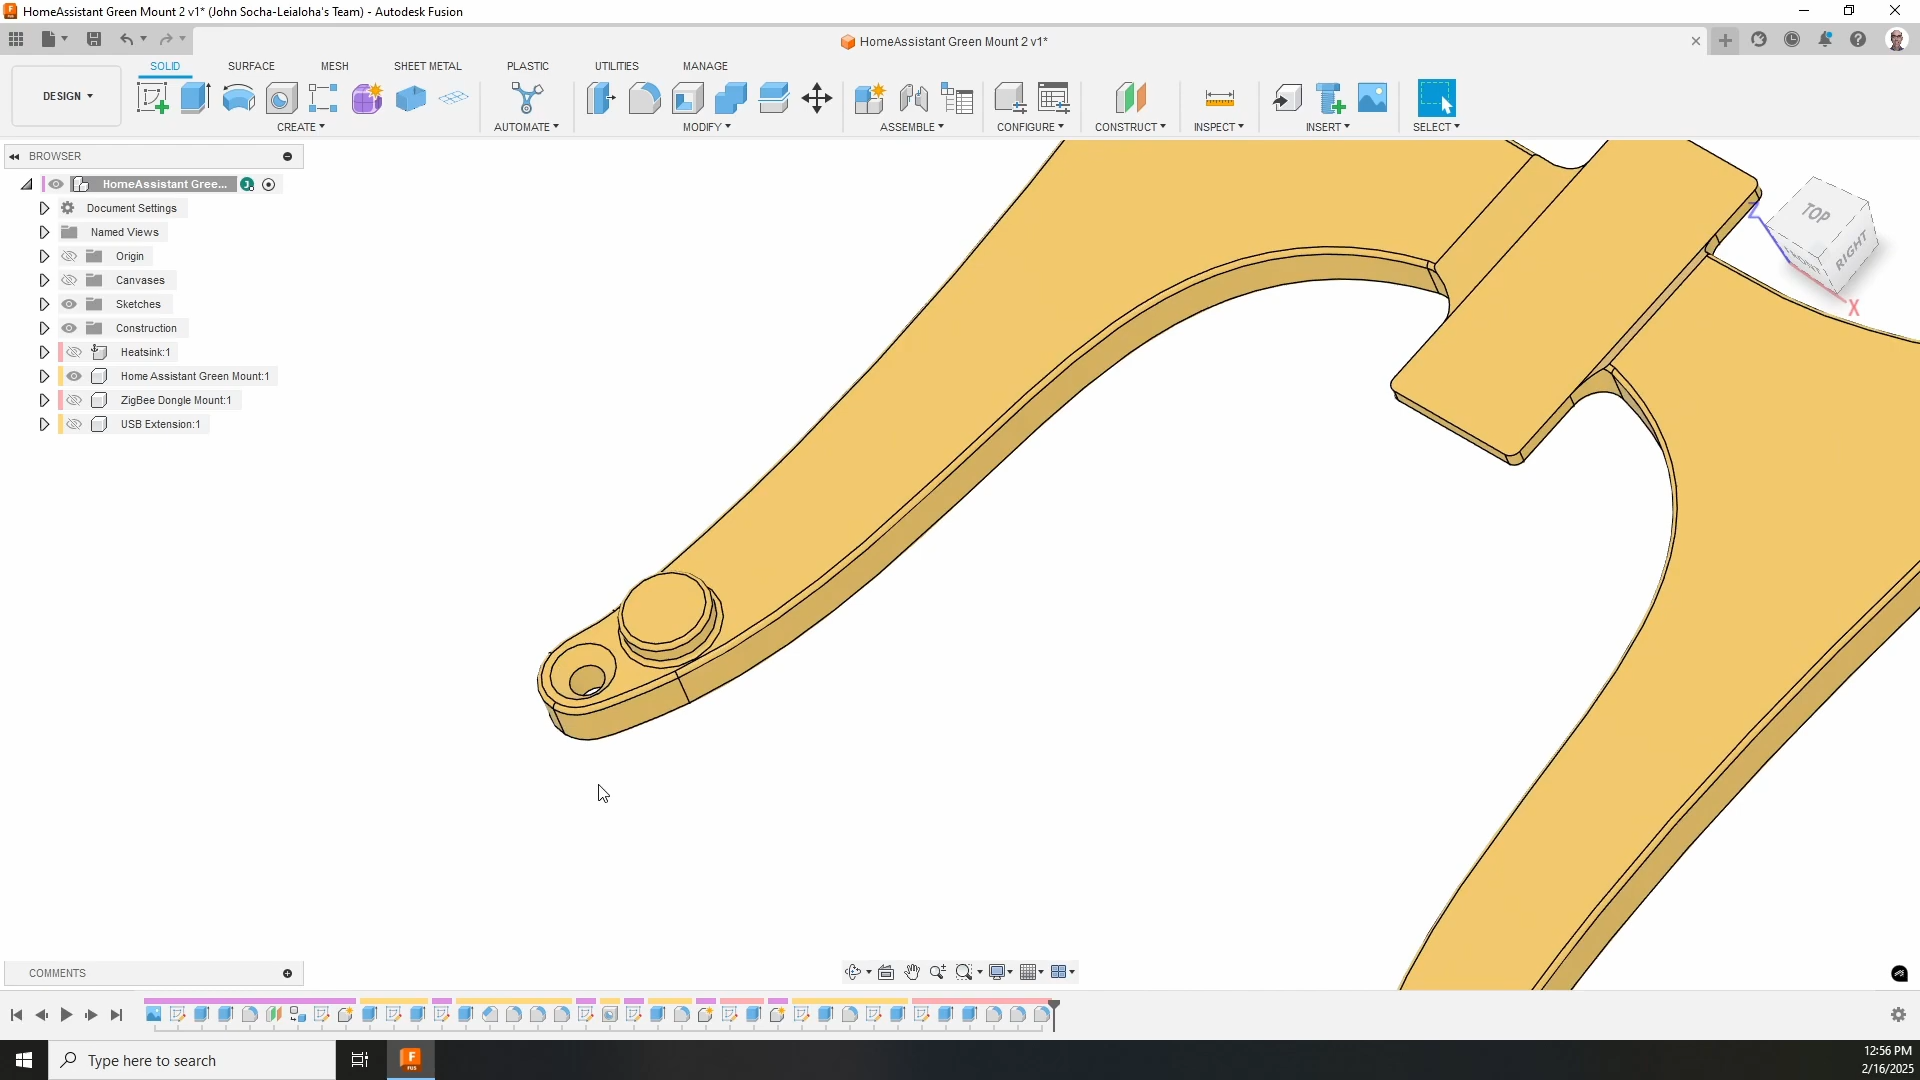 HomeAssistant Green Mount 2 v1* (John Socha-Leialoha's Team) - Autodesk Fusion
HomeAssistant Green Mount 2 v1*
SOLID SURFACE MESH SHEET METAL PLASTIC UTILITIES MANAGE
DESIGN
CREATE AUTOMATE MODIFY ASSEMBLE CONFIGURE CONSTRUCT INSPECT INSERT SELECT
BROWSER
HomeAssistant Gree...
Document Settings
Named Views
Origin
Canvases
Sketches
Construction
Heatsink:1
Home Assistant Green Mount:1
ZigBee Dongle Mount:1
USB Extension:1
TOP
RIGHT
Z
X
COMMENTS
Type here to search
F
FUS
12:56 PM
2/16/2025